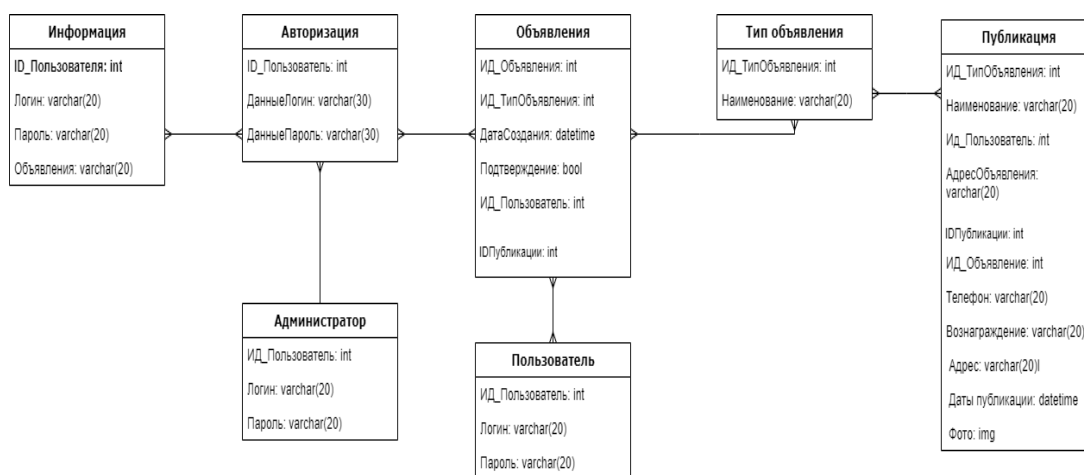 Информация
ID_Пользователя: int
Логин: varchar(20)
Пароль: varchar(20)
Объявления: varchar(20)
Авторизация
ID_Пользователь: int
ДанныеЛогин: varchar(30)
ДанныеПароль: varchar(30)
Объявления
ИД_Объявления: int
ИД_ТипОбъявления: int
ДатаСоздания: datetime
Подтверждение: bool
ИД_Пользователь: int
IDПубликации: int
Тип объявления
ИД_ТипОбъявления: int
Наименование: varchar(20)
Публикацмя
ИД_ТипОбъявления: int
Наименование: varchar(20)
Ид_Пользователь: int
АдресОбъявления:
varchar(20)
IDПубликации: int
ИД_Объявление: int
Телефон: varchar(20)
Вознаграждение: varchar(20)
Адрес: varchar(20)l
Даты публикации: datetime
Фото: img
Администратор
ИД_Пользователь: int
Логин: varchar(20)
Пароль: varchar(20)
Пользователь
ИД_Пользователь: int
Логин: varchar(20)
Пароль: varchar(20)